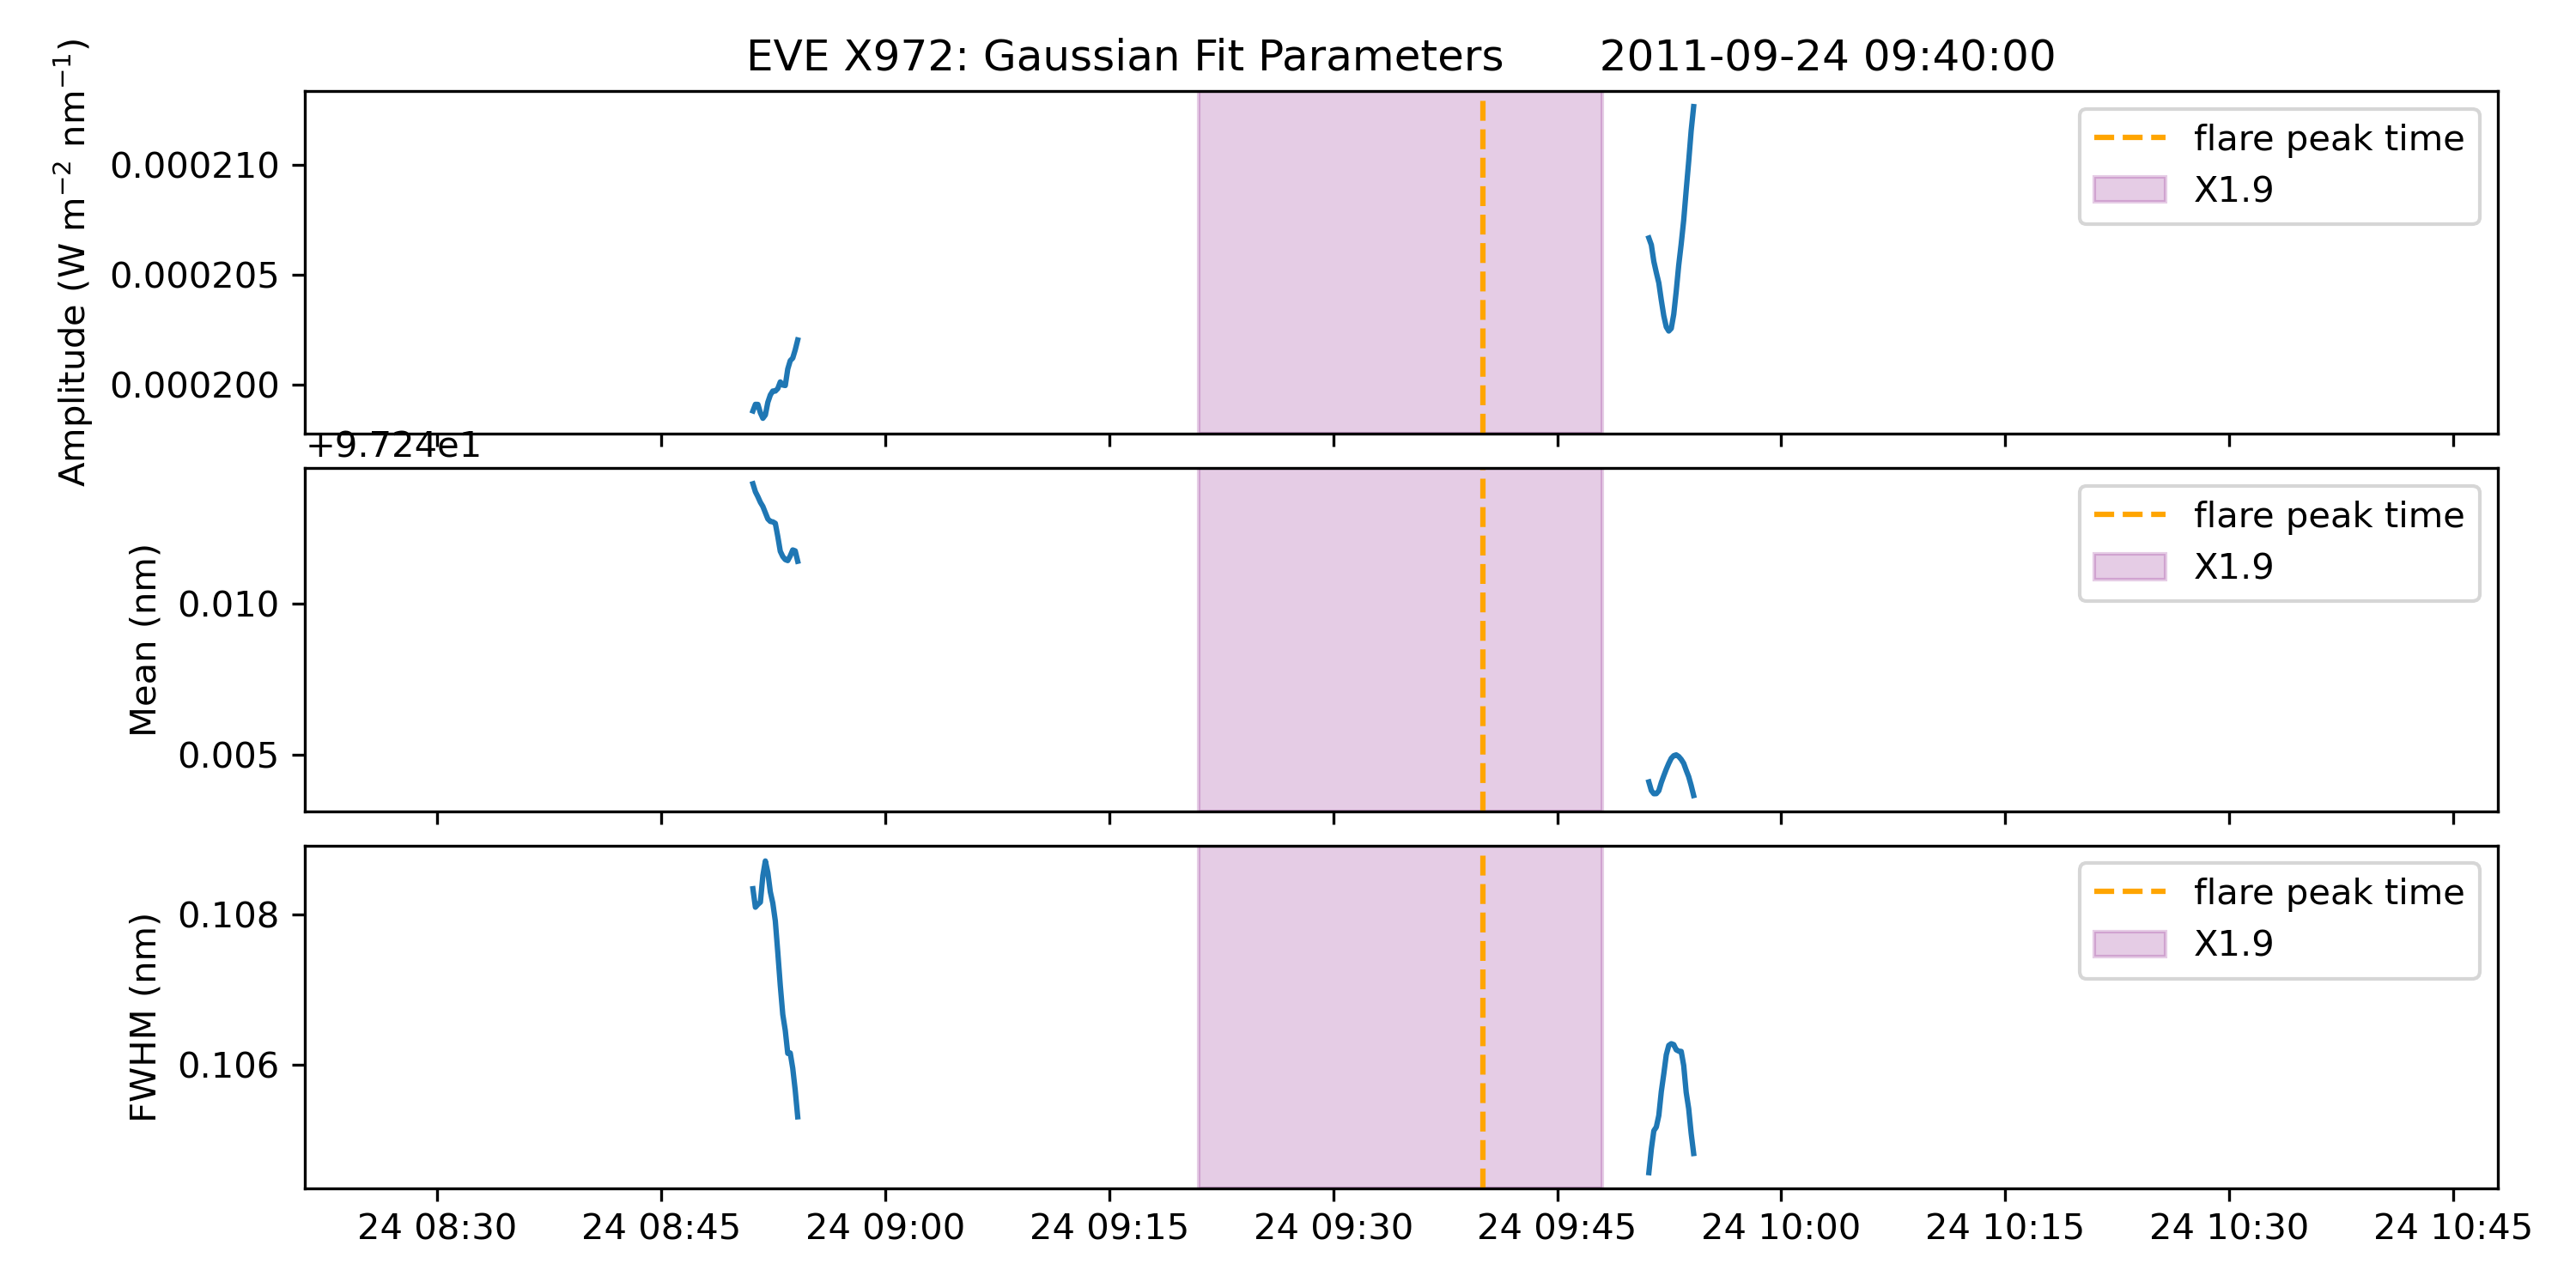 EVE X972: Gaussian Fit Parameters 2011-09-24 09:40:00
Amplitude (W m⁻² nm⁻¹)
0.000210
0.000205
0.000200
flare peak time
X1.9
+9.724e1
Mean (nm)
0.010
0.005
flare peak time
X1.9
FWHM (nm)
0.108
0.106
flare peak time
X1.9
24 08:30 24 08:45 24 09:00 24 09:15 24 09:30 24 09:45 24 10:00 24 10:15 24 10:30 24 10:45